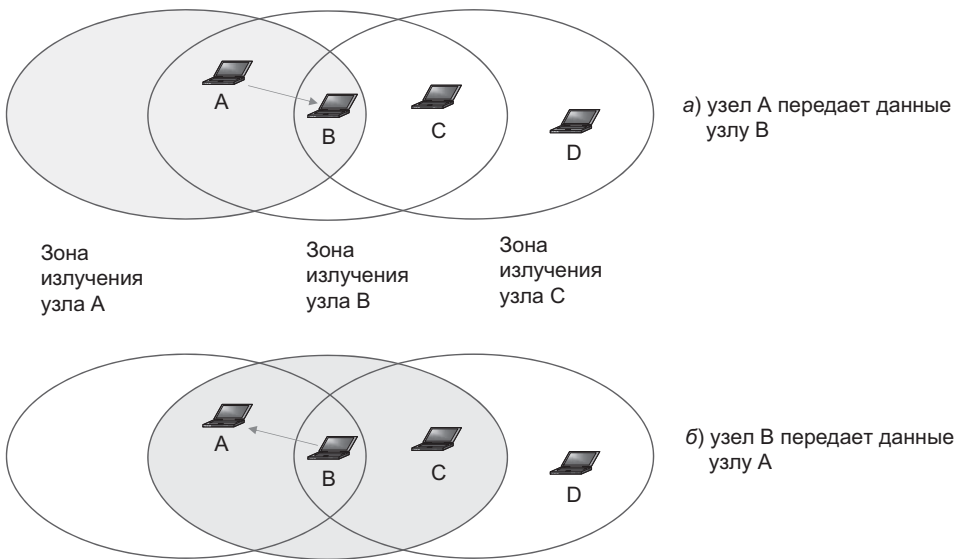 A
B
C
D
а) узел А передает данные
узлу В
Зона
излучения
узла А
Зона
излучения
узла В
Зона
излучения
узла С
A
B
C
D
б) узел В передает данные
узлу А